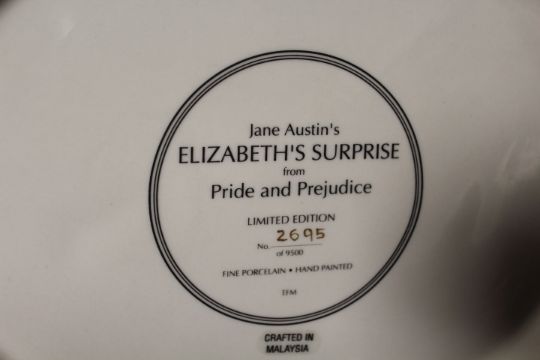 Jane Austin's
ELIZABETH'S SURPRISE
from
Pride and Prejudice
LIMITED EDITION
No. 2695
of 9500
FINE PORCELAIN • HAND PAINTED
TFM
CRAFTED IN
MALAYSIA